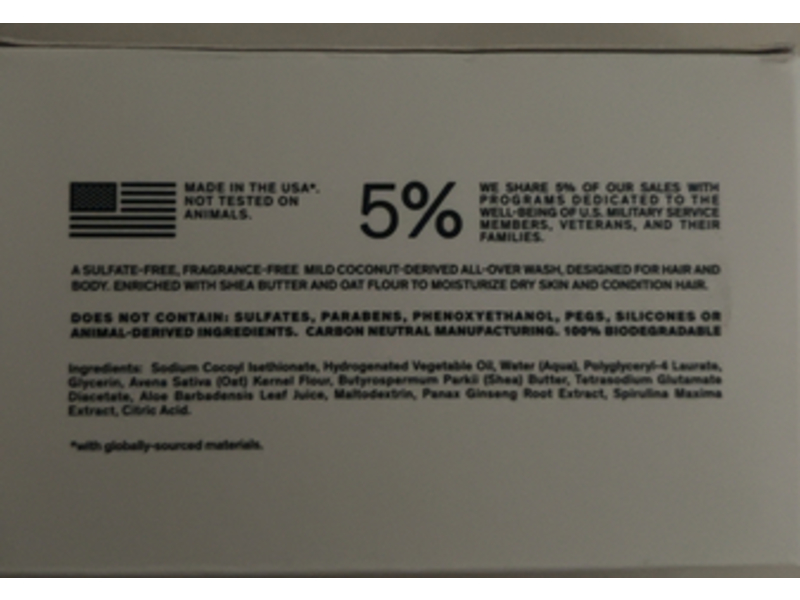 MADE IN THE USA*.
NOT TESTED ON
ANIMALS.
5%
WE SHARE 5% OF OUR SALES WITH
PROGRAMS DEDICATED TO THE
WELL-BEING OF U.S. MILITARY SERVICE
MEMBERS, VETERANS, AND THEIR
FAMILIES.
A SULFATE-FREE, FRAGRANCE-FREE MILD COCONUT-DERIVED ALL-OVER WASH, DESIGNED FOR HAIR AND
BODY. ENRICHED WITH SHEA BUTTER AND OAT FLOUR TO MOISTURIZE DRY SKIN AND CONDITION HAIR.
DOES NOT CONTAIN: SULFATES, PARABENS, PHENOXYETHANOL, PEGS, SILICONES OR
ANIMAL-DERIVED INGREDIENTS. CARBON NEUTRAL MANUFACTURING. 100% BIODEGRADABLE
Ingredients: Sodium Cocoyl Isethionate, Hydrogenated Vegetable Oil, Water (Aqua), Polyglyceryl-4 Laurate,
Glycerin, Avena Sativa (Oat) Kernel Flour, Butyrospermum Parkii (Shea) Butter, Tetrasodium Glutamate
Diacetate, Aloe Barbadensis Leaf Juice, Maltodextrin, Panax Ginseng Root Extract, Spirulina Maxima
Extract, Citric Acid.
*with globally-sourced materials.